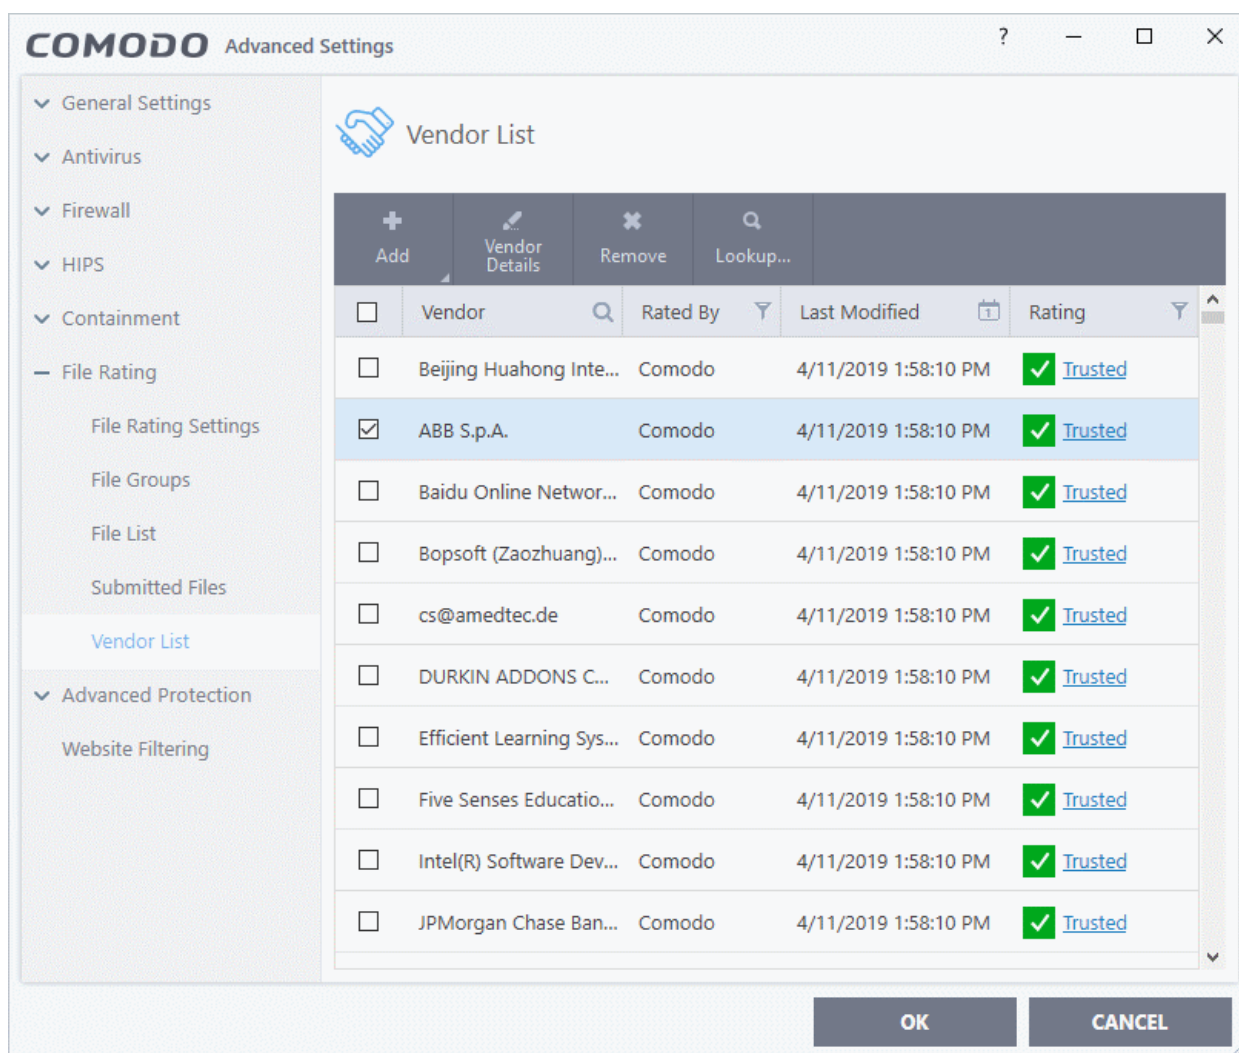 COMODO Advanced Settings ?
General Settings
Antivirus
Firewall
HIPS
Containment
File Rating
File Rating Settings
File Groups
File List
Submitted Files
Vendor List
Advanced Protection
Website Filtering
Vendor List
Add
Vendor
Details
Remove
Lookup...
Vendor Rated By Last Modified 1 Rating
Beijing Huahong Inte... Comodo 4/11/2019 1:58:10 PM Trusted
ABB S.p.A. Comodo 4/11/2019 1:58:10 PM Trusted
Baidu Online Networ... Comodo 4/11/2019 1:58:10 PM Trusted
Bopsoft (Zaozhuang)... Comodo 4/11/2019 1:58:10 PM Trusted
cs@amedtec.de Comodo 4/11/2019 1:58:10 PM Trusted
DURKIN ADDONS C... Comodo 4/11/2019 1:58:10 PM Trusted
Efficient Learning Sys... Comodo 4/11/2019 1:58:10 PM Trusted
Five Senses Educatio... Comodo 4/11/2019 1:58:10 PM Trusted
Intel(R) Software Dev... Comodo 4/11/2019 1:58:10 PM Trusted
JPMorgan Chase Ban... Comodo 4/11/2019 1:58:10 PM Trusted
OK
CANCEL